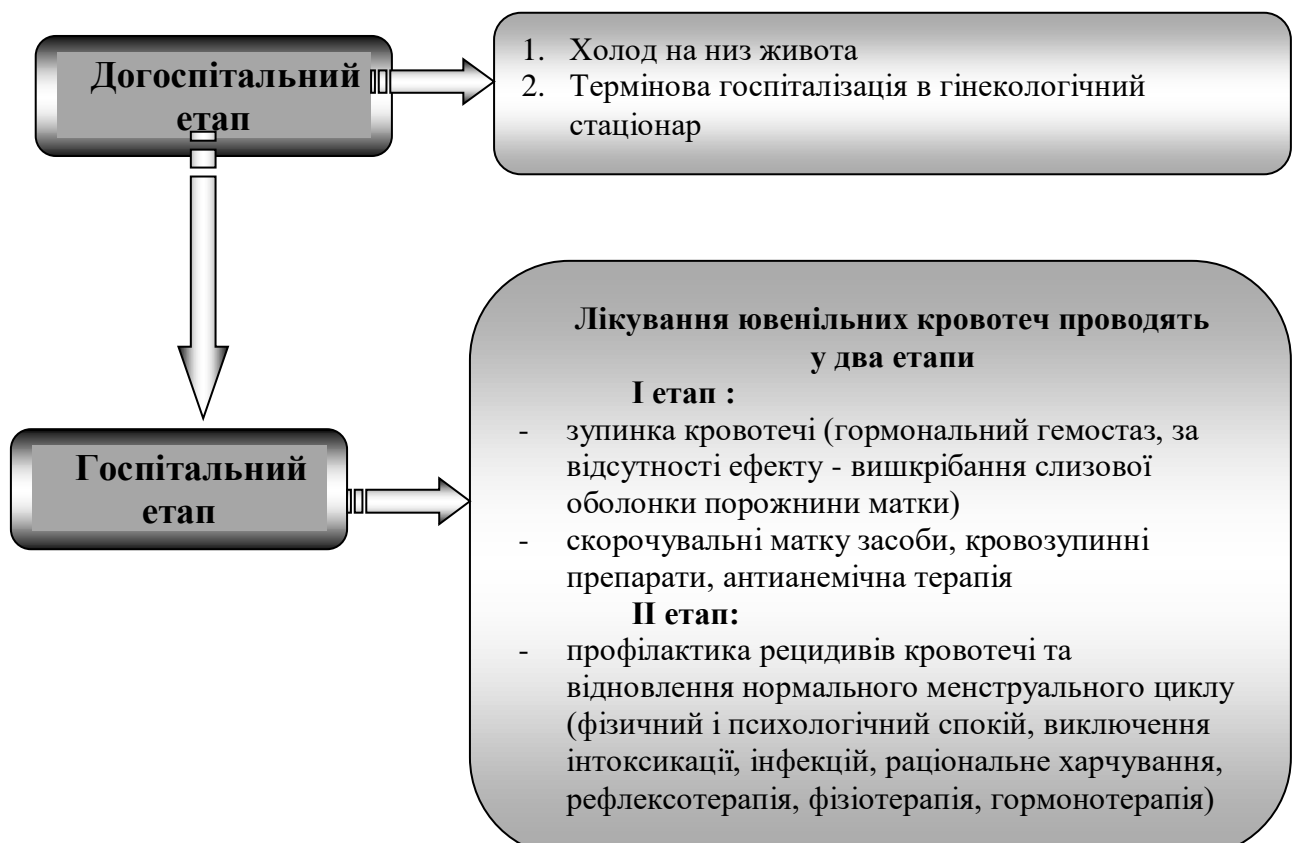 Догоспітальний
етап
1. Холод на низ живота
2. Термінова госпіталізація в гінекологічний
стаціонар
Госпітальний
етап
Лікування ювенільних кровотеч проводять
у два етапи
І етап :
- зупинка кровотечі (гормональний гемостаз, за
відсутності ефекту - вишкрібання слизової
оболонки порожнини матки)
- скорочувальні матку засоби, кровозупинні
препарати, антианемічна терапія
ІІ етап:
- профілактика рецидивів кровотечі та
відновлення нормального менструального циклу
(фізичний і психологічний спокій, виключення
інтоксикації, інфекцій, раціональне харчування,
рефлексотерапія, фізіотерапія, гормонотерапія)